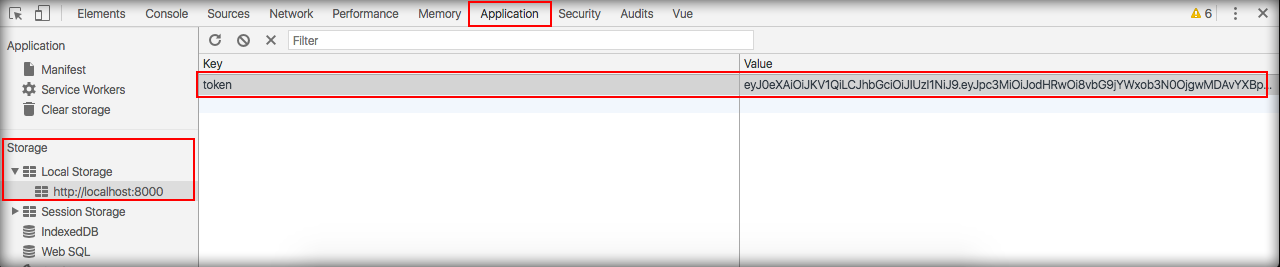 Elements Console Sources Network Performance Memory Application Security Audits Vue 6
Application
Manifest
Service Workers
Clear storage
Storage
Local Storage
http://localhost:8000
Session Storage
IndexedDB
Web SQL
Filter
Key Value
token eyJ0eXAiOiJKV1QiLCJhbGciOiJIUzI1NiJ9.eyJpc3MiOiJodHRwOi8vbG9jYWxob3N0OjgwMDAvYXBp...